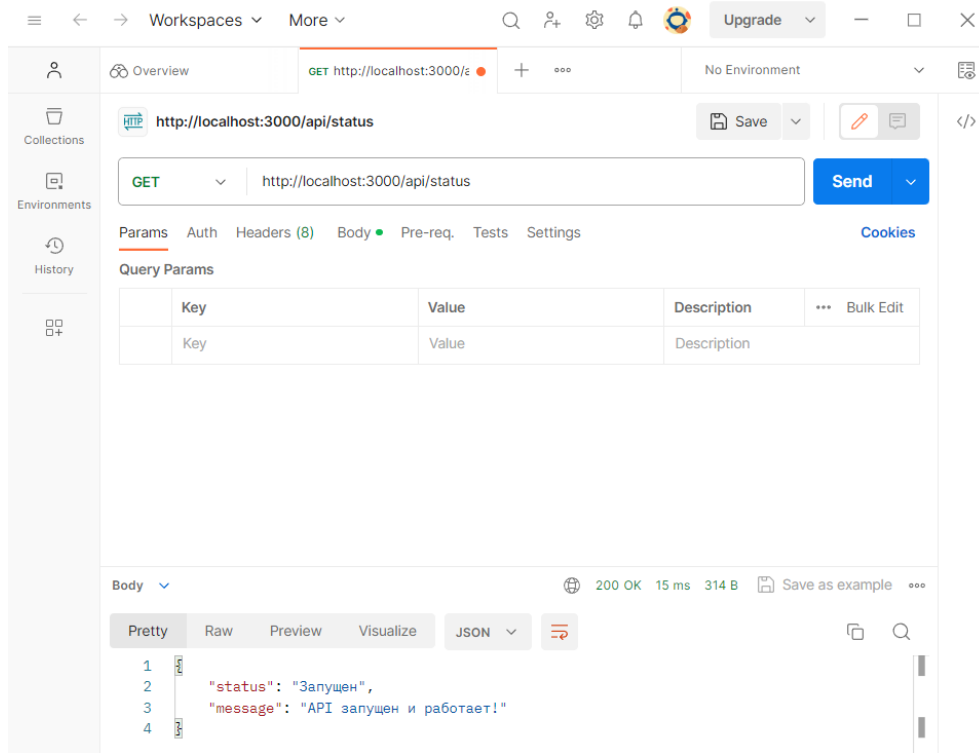 Workspaces More Upgrade
Overview GET http://localhost:3000/a No Environment
HTTP http://localhost:3000/api/status Save </>
Collections
GET http://localhost:3000/api/status Send
Environments
Params Auth Headers (8) Body Pre-req. Tests Settings Cookies
History
Query Params
Key Value Description ••• Bulk Edit
Key Value Description
Body 200 OK 15 ms 314 B Save as example
Pretty Raw Preview Visualize JSON
1 {
2 "status": "Запущен",
3 "message": "API запущен и работает!"
4 }